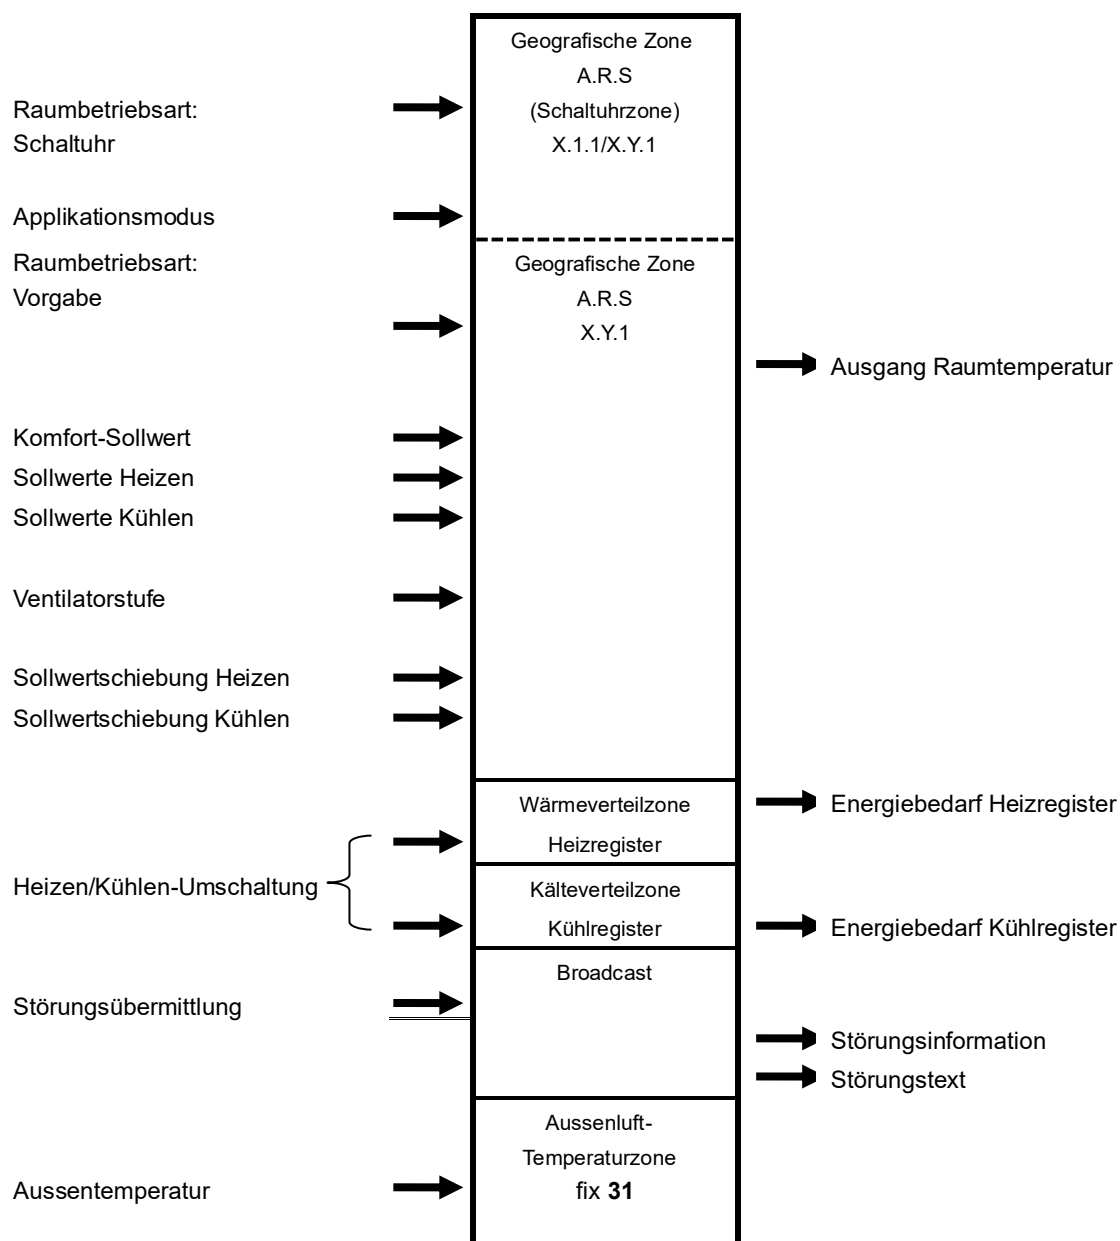 Geografische Zone
A.R.S
(Schaltuhrzone)
X.1.1/X.Y.1
Raumbetriebsart:
Schaltuhr
Applikationsmodus
Raumbetriebsart:
Vorgabe
Geografische Zone
A.R.S
X.Y.1
Ausgang Raumtemperatur
Komfort-Sollwert
Sollwerte Heizen
Sollwerte Kühlen
Ventilatorstufe
Sollwertschiebung Heizen
Sollwertschiebung Kühlen
Wärmeverteilzone
Heizregister
Energiebedarf Heizregister
Heizen/Kühlen-Umschaltung
Kälteverteilzone
Kühlregister
Energiebedarf Kühlregister
Broadcast
Störungsübermittlung
Störungsinformation
Störungstext
Aussenluft-
Temperaturzone
fix 31
Aussentemperatur